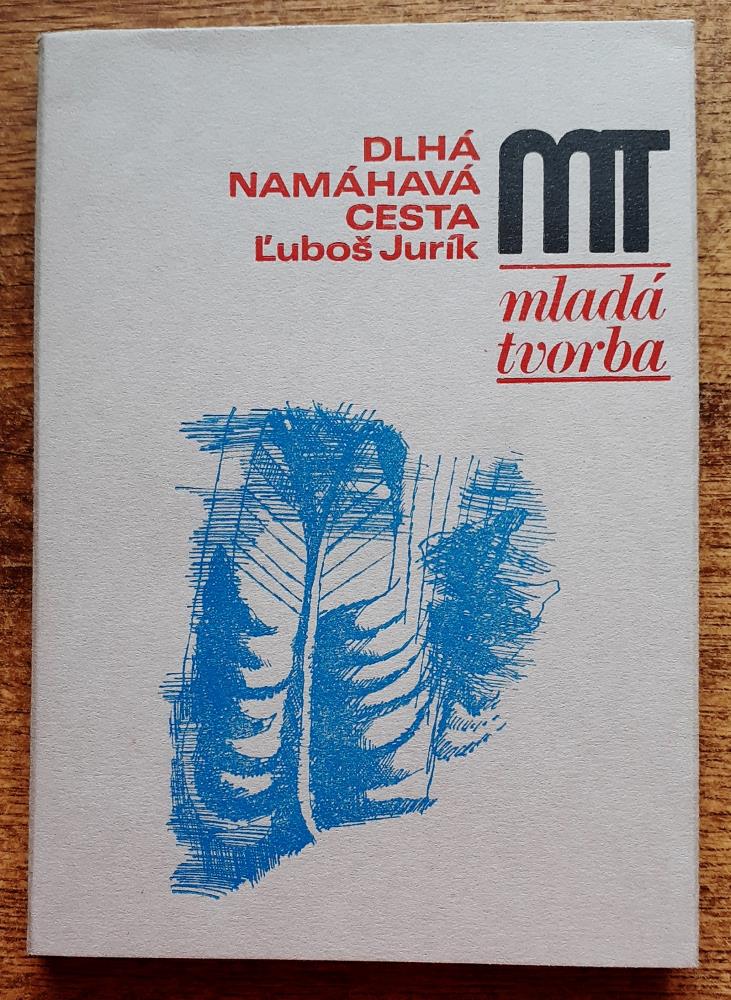 DLHÁ
NAMÁHAVÁ
CESTA
Ľuboš Jurík
MT
mladá
tvorba